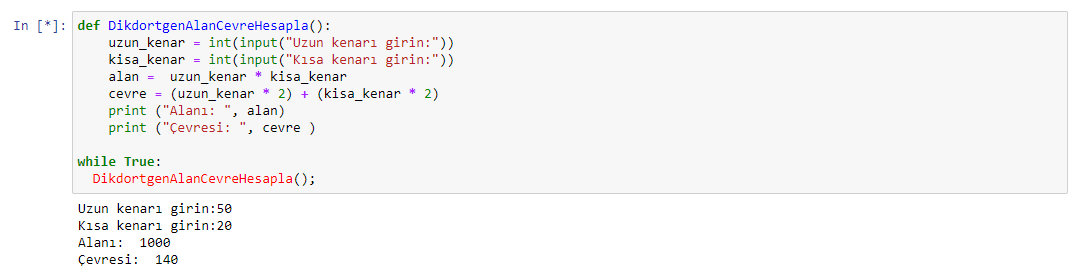 In [*]: def DikdortgenAlanCevreHesapla():
    uzun_kenar = int(input("Uzun kenarı girin:"))
    kisa_kenar = int(input("Kısa kenarı girin:"))
    alan =  uzun_kenar * kisa_kenar
    cevre = (uzun_kenar * 2) + (kisa_kenar * 2)
    print ("Alanı: ", alan)
    print ("Çevresi: ", cevre )
while True:
  DikdortgenAlanCevreHesapla();
Uzun kenarı girin:50
Kısa kenarı girin:20
Alanı:  1000
Çevresi:  140